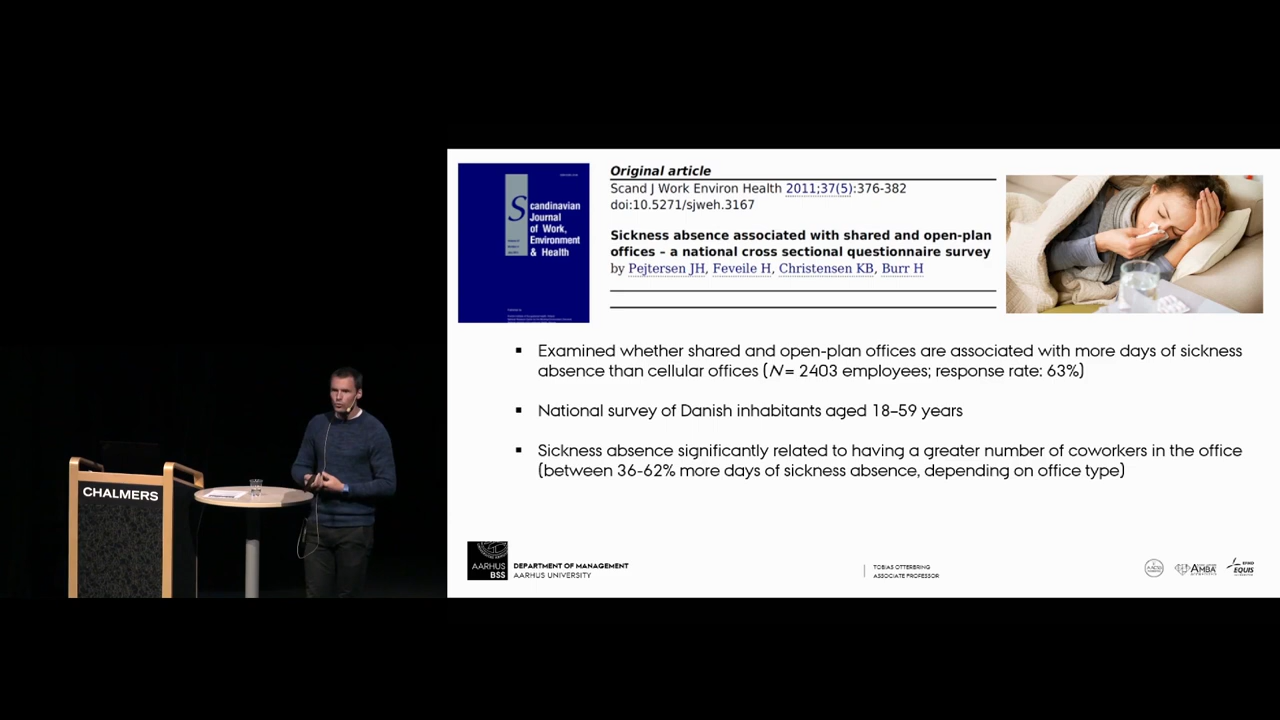 CHALMERS
Scandinavian
Journal
of Work,
Environment
& Health
Original article
Scand J Work Environ Health 2011;37(5):376-382
doi:10.5271/sjweh.3167
Sickness absence associated with shared and open-plan
offices – a national cross sectional questionnaire survey
by Pejtersen JH, Feveile H, Christensen KB, Burr H
▪ Examined whether shared and open-plan offices are associated with more days of sickness
absence than cellular offices (N = 2403 employees; response rate: 63%)
▪ National survey of Danish inhabitants aged 18–59 years
▪ Sickness absence significantly related to having a greater number of coworkers in the office
(between 36-62% more days of sickness absence, depending on office type)
AARHUS
BSS
DEPARTMENT OF MANAGEMENT
AARHUS UNIVERSITY
TOBIAS OTTERBRING
ASSOCIATE PROFESSOR
AMBA
EQUIS